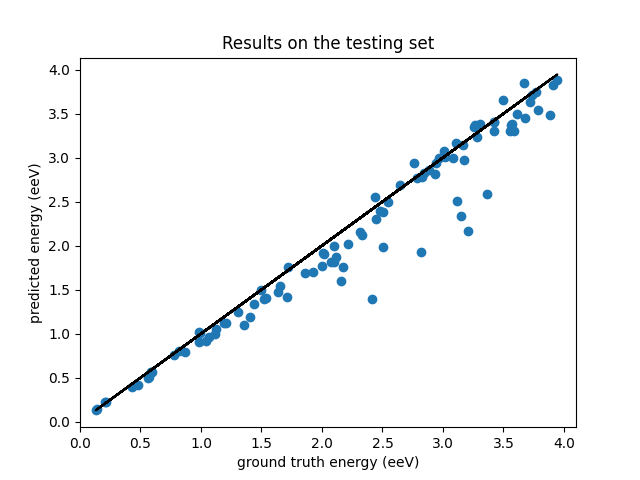 Results on the testing set
4.0
3.5
3.0
2.5
2.0
1.5
1.0
0.5
0.0
predicted energy (eeV)
0.0 0.5 1.0 1.5 2.0 2.5 3.0 3.5 4.0
ground truth energy (eeV)